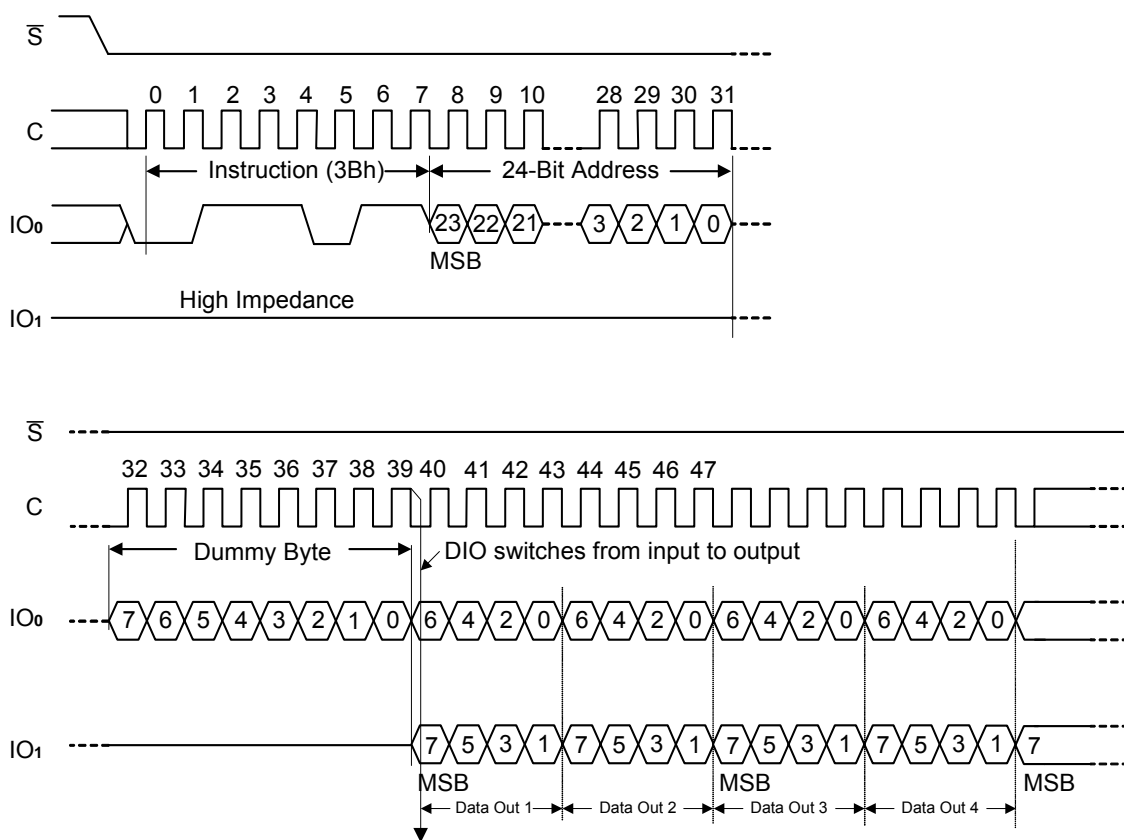 S
0 1 2 3 4 5 6 7 8 9 10 28 29 30 31
C
Instruction (3Bh) 24-Bit Address
IO0 23 22 21 3 2 1 0
MSB
High Impedance
IO1
S
32 33 34 35 36 37 38 39 40 41 42 43 44 45 46 47
C
Dummy Byte DIO switches from input to output
IO0 7 6 5 4 3 2 1 0 6 4 2 0 6 4 2 0 6 4 2 0 6 4 2 0
IO1 7 5 3 1 7 5 3 1 7 5 3 1 7 5 3 1 7
MSB MSB MSB
Data Out 1 Data Out 2 Data Out 3 Data Out 4